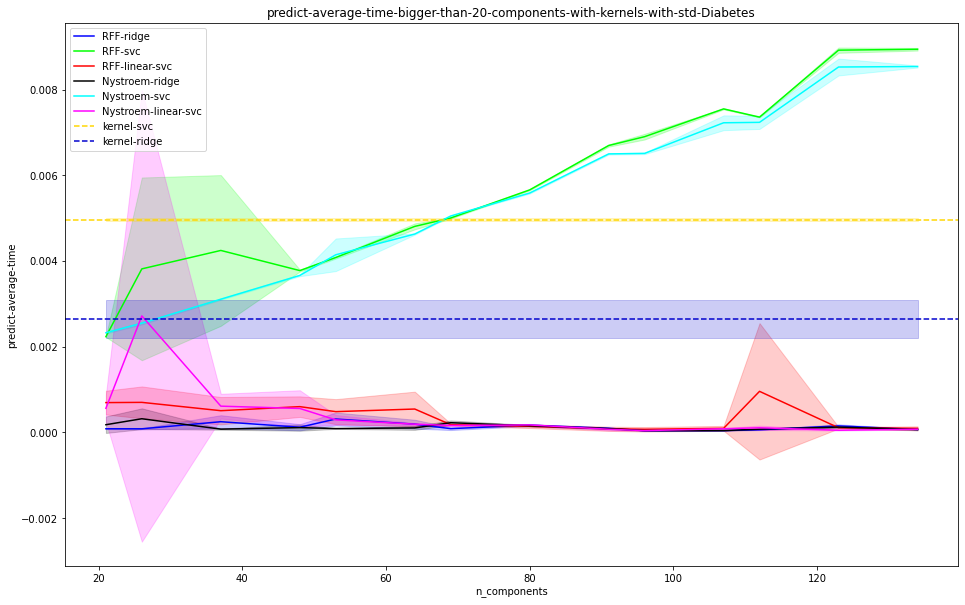 predict-average-time-bigger-than-20-components-with-kernels-with-std-Diabetes
RFF-ridge
RFF-svc
RFF-linear-svc
Nystroem-ridge
Nystroem-svc
Nystroem-linear-svc
kernel-svc
kernel-ridge
0.008
0.006
0.004
0.002
0.000
−0.002
predict-average-time
20
40
60
80
100
120
n_components